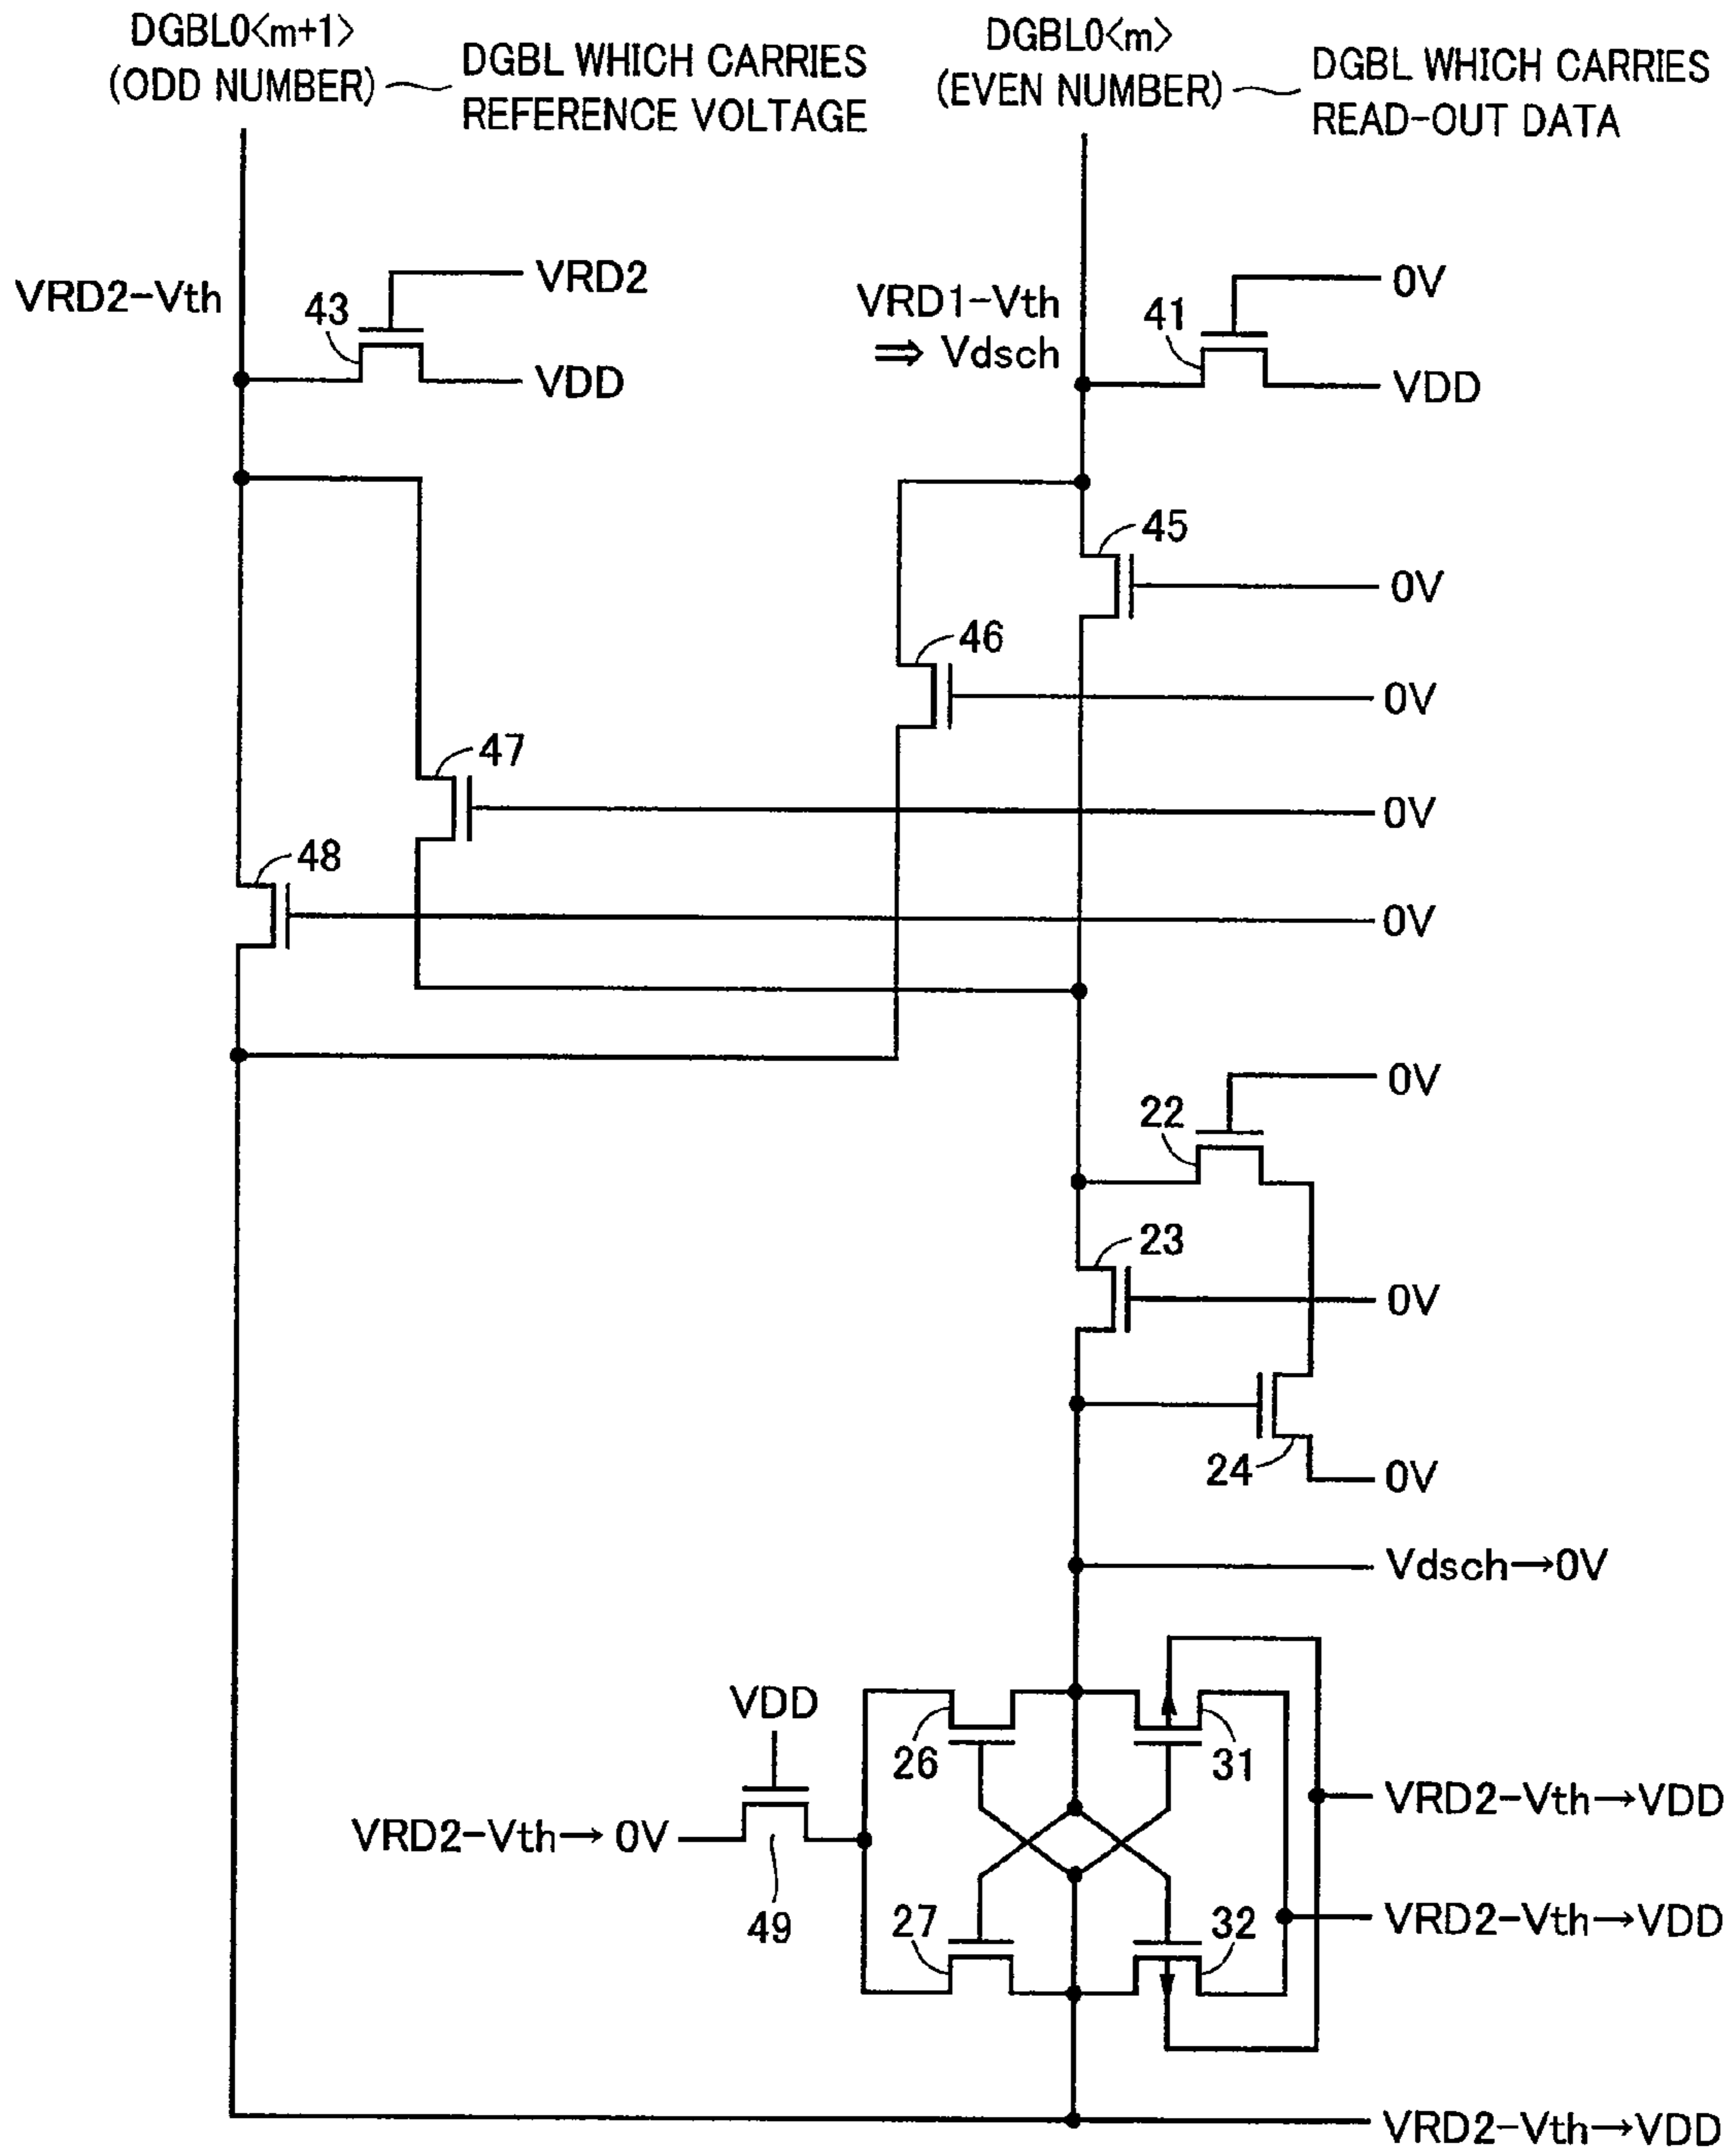 DGBL0<m+1>
(ODD NUMBER)
DGBL WHICH CARRIES
REFERENCE VOLTAGE
DGBL0<m>
(EVEN NUMBER)
DGBL WHICH CARRIES
READ-OUT DATA
VRD2-Vth
43
VRD2
VDD
VRD1-Vth
⇒ Vdsch
41
0V
VDD
45
0V
46
0V
47
0V
48
0V
0V
22
23
0V
24
0V
Vdsch→0V
VDD
26
31
VRD2-Vth→VDD
VRD2-Vth→ 0V
49
27
32
VRD2-Vth→VDD
VRD2-Vth→VDD